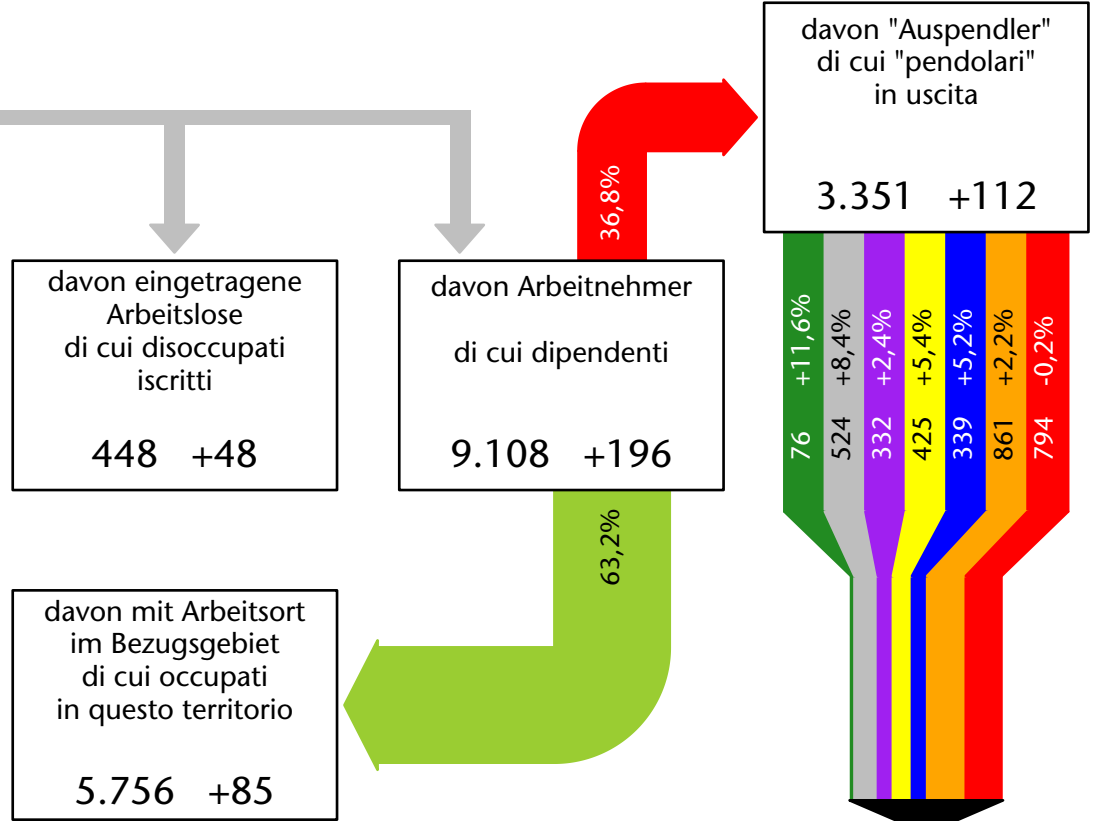 davon "Auspendler"
di cui "pendolari"
in uscita
3.351 +112
36,8%
davon eingetragene
Arbeitslose
di cui disoccupati
iscritti
448 +48
davon Arbeitnehmer
di cui dipendenti
9.108 +196
76 +11,6%
524 +8,4%
332 +2,4%
425 +5,4%
339 +5,2%
861 +2,2%
794 -0,2%
63,2%
davon mit Arbeitsort
im Bezugsgebiet
di cui occupati
in questo territorio
5.756 +85